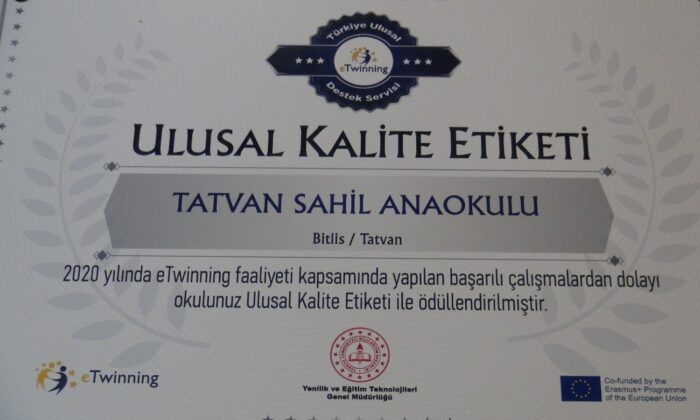 Türkiye Ulusal
eTwinning
Destek Servisi
ULUSAL KALİTE ETİKETİ
TATVAN SAHIL ANAOKULU
Bitlis / Tatvan
2020 yılında eTwinning faaliyeti kapsamında yapılan başarılı çalışmalardan dolayı
okulunuz Ulusal Kalite Etiketi ile ödüllendirilmiştir.
eTwinning
Yenilik ve Eğitim Teknolojileri
Genel Müdürlüğü
Co-funded by the
Erasmus+ Programme
of the European Union